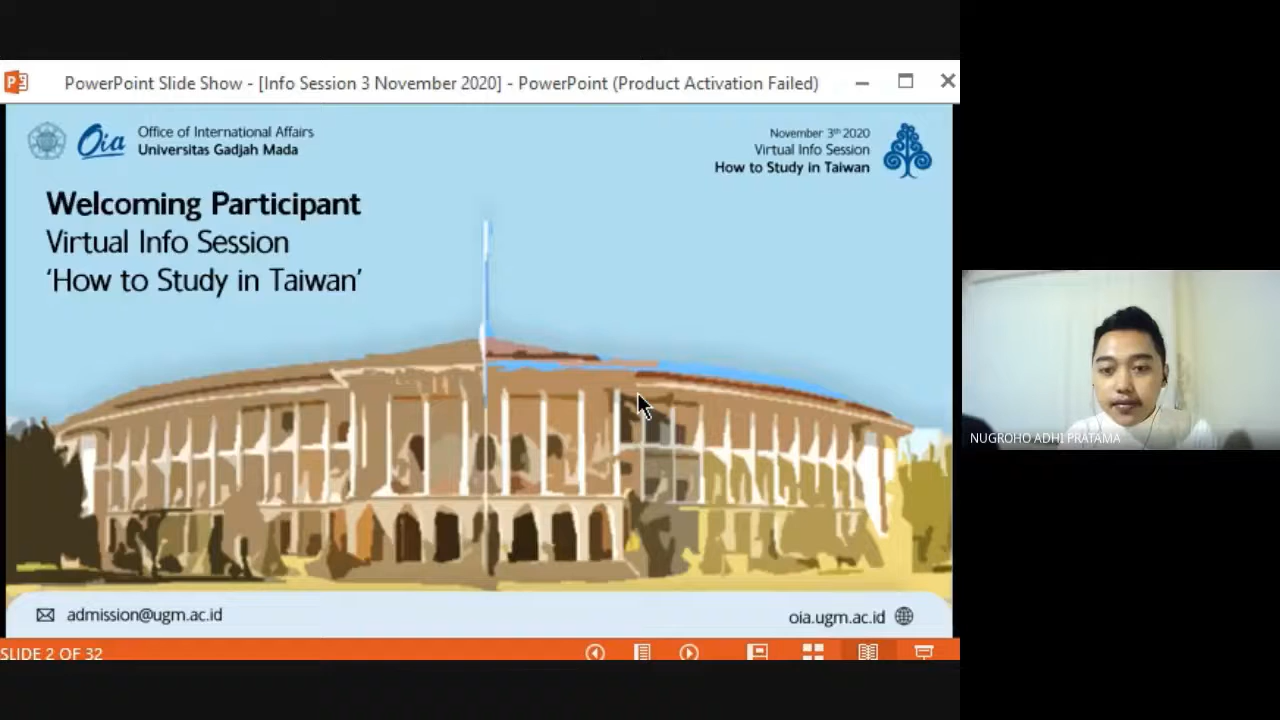 PowerPoint Slide Show - [Info Session 3 November 2020] - PowerPoint (Product Activation Failed)
Oia
Office of International Affairs
Universitas Gadjah Mada
November 3th 2020
Virtual Info Session
How to Study in Taiwan
Welcoming Participant
Virtual Info Session
‘How to Study in Taiwan’
NUGROHO ADHI PRATAMA
admission@ugm.ac.id
oia.ugm.ac.id
SLIDE 2 OF 32